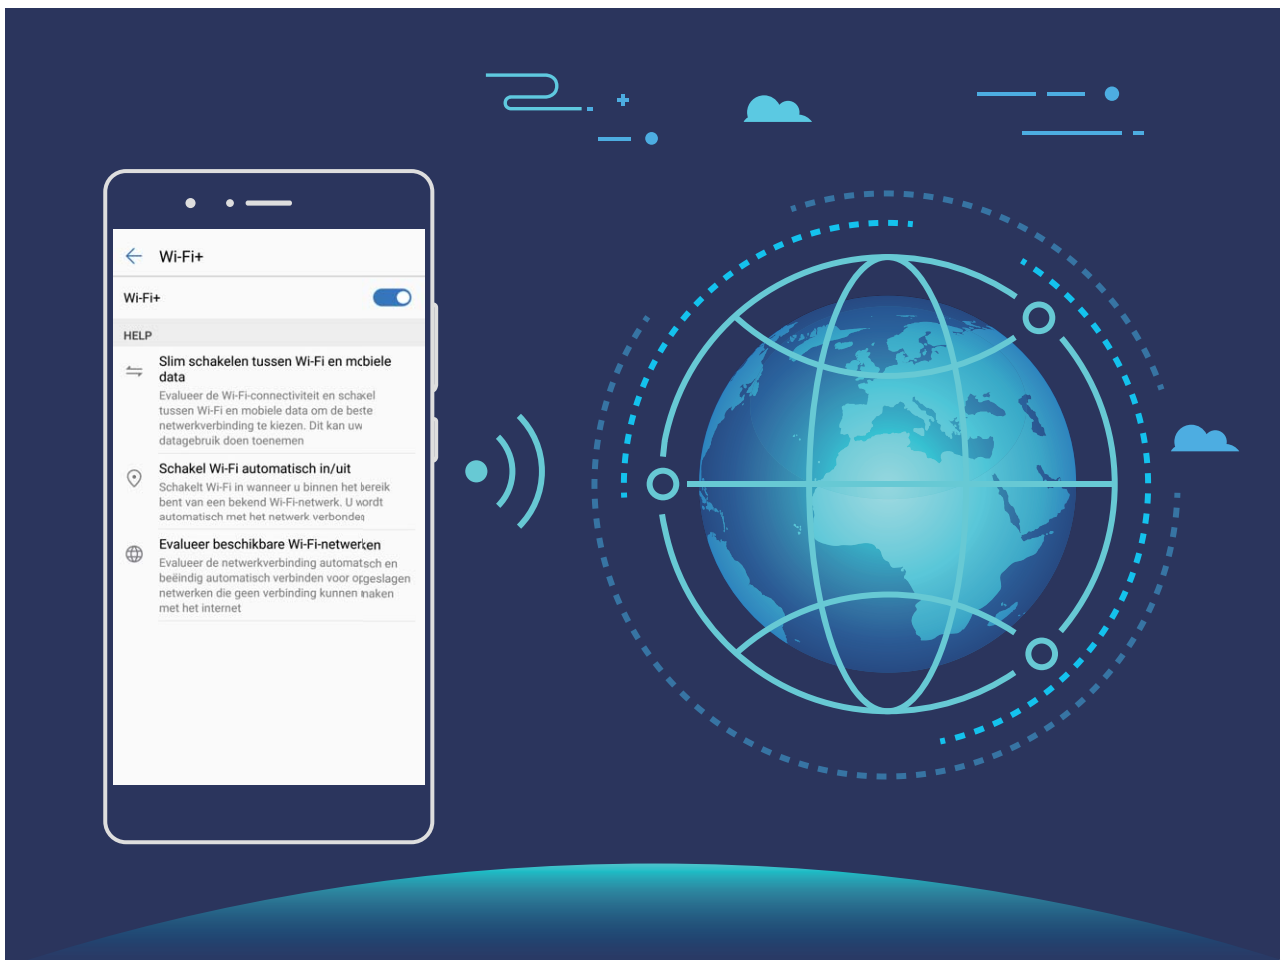 Wi-Fi+
Wi-Fi+
HELP
Slim schakelen tussen Wi-Fi en mobiele
data
Evalueer de Wi-Fi-connectiviteit en schakel
tussen Wi-Fi en mobiele data om de beste
netwerkverbinding te kiezen. Dit kan uw
datagebruik doen toenemen
Schakel Wi-Fi automatisch in/uit
Schakelt Wi-Fi in wanneer u binnen het bereik
bent van een bekend Wi-Fi-netwerk. U wordt
automatisch met het netwerk verbonden
Evalueer beschikbare Wi-Fi-netwerken
Evalueer de netwerkverbinding automatisch en
beëindig automatisch verbinden voor opgeslagen
netwerken die geen verbinding kunnen maken
met het internet